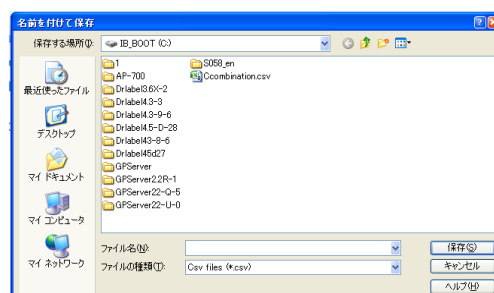 名前を付けて保存
保存する場所(I):
IB_BOOT (C:)
最近使ったファイル
デスクトップ
マイ ドキュメント
マイ コンピュータ
マイ ネットワーク
1
AP-700
Drlabel3.6X-2
Drlabel4.3-3
Drlabel4.3-9-6
Drlabel4.5-D-28
Drlabel43-8-6
Drlabel45d27
GPServer
GPServer2.2R-1
GPServer22-Q-5
GPServer22-U-0
S058_en
Ccombination.csv
ファイル名(N):
保存(S)
ファイルの種類(T):
Csv files (*.csv)
キャンセル
ヘルプ(H)